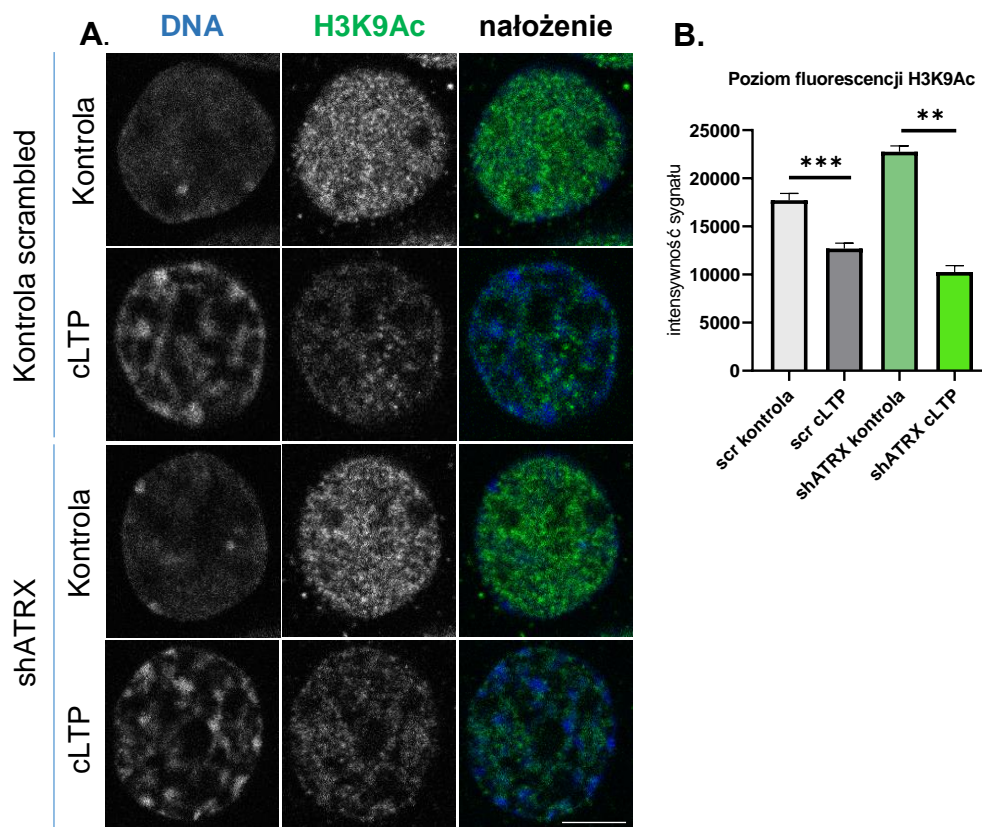 A.
DNA
H3K9Ac
nałożenie
Kontrola scrambled
Kontrola
cLTP
shATRX
Kontrola
cLTP
B.
Poziom fluorescencji H3K9Ac
intensywność sygnału
25000
20000
15000
10000
5000
0
***
**
scr kontrola
scr cLTP
shATRX kontrola
shATRX cLTP